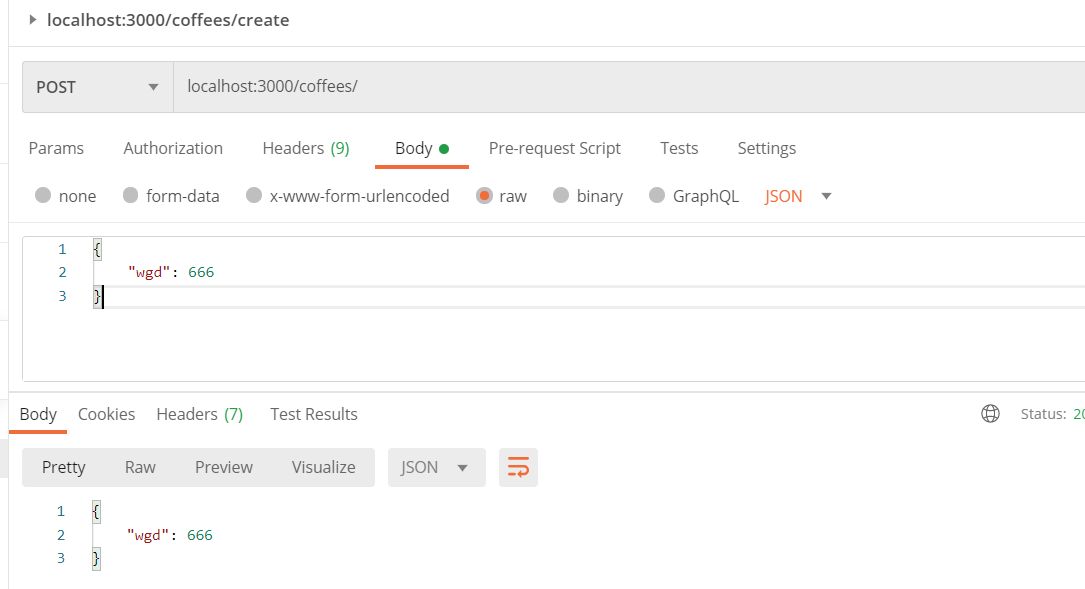 localhost:3000/coffees/create
POST localhost:3000/coffees/
Params Authorization Headers (9) Body Pre-request Script Tests Settings
none form-data x-www-form-urlencoded raw binary GraphQL JSON
1 {
2 "wgd": 666
3 }
Body Cookies Headers (7) Test Results Status: 20
Pretty Raw Preview Visualize JSON
1 {
2 "wgd": 666
3 }